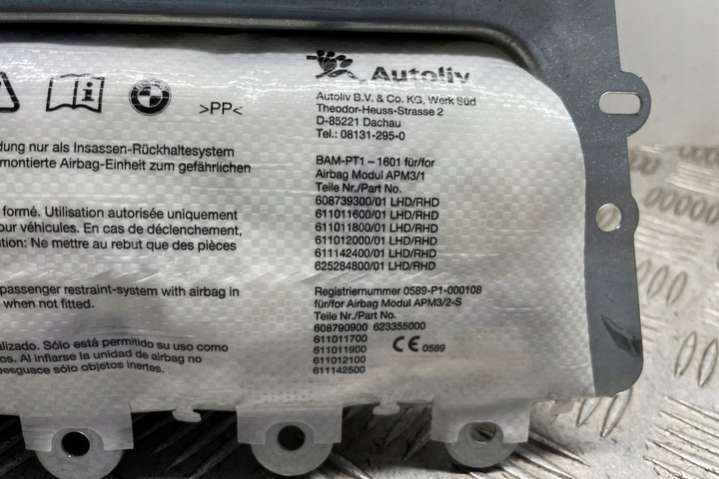 Autoliv
Autoliv B.V. & Co. KG, Werk Süd
Theodor-Heuss-Strasse 2
D-85221 Dachau
Tel.: 08131-295-0
>PP<
BMW
dung nur als Insassen-Rückhaltesystem
montierte Airbag-Einheit zum gefährlichen
formé. Utilisation autorisée uniquement
our véhicules. En cas de déclenchement,
tion: Ne mettre au rebut que des pièces
passenger restraint-system with airbag in
when not fitted.
alizado. Sólo está permitido su uso como
os. Al inflarse la unidad de airbag no
desguace sólo objetos inertes.
BAM-PT1 – 1601 für/for
Airbag Modul APM3/1
Teile Nr./Part No.
608739300/01 LHD/RHD
611011600/01 LHD/RHD
611011800/01 LHD/RHD
611012000/01 LHD/RHD
611142400/01 LHD/RHD
625284800/01 LHD/RHD
Registriernummer 0589-P1-000108
für/for Airbag Modul APM3/2-S
Teile Nr./Part No.
608790900 623355000
611011700
611011900
611012100
611142500
CE 0589